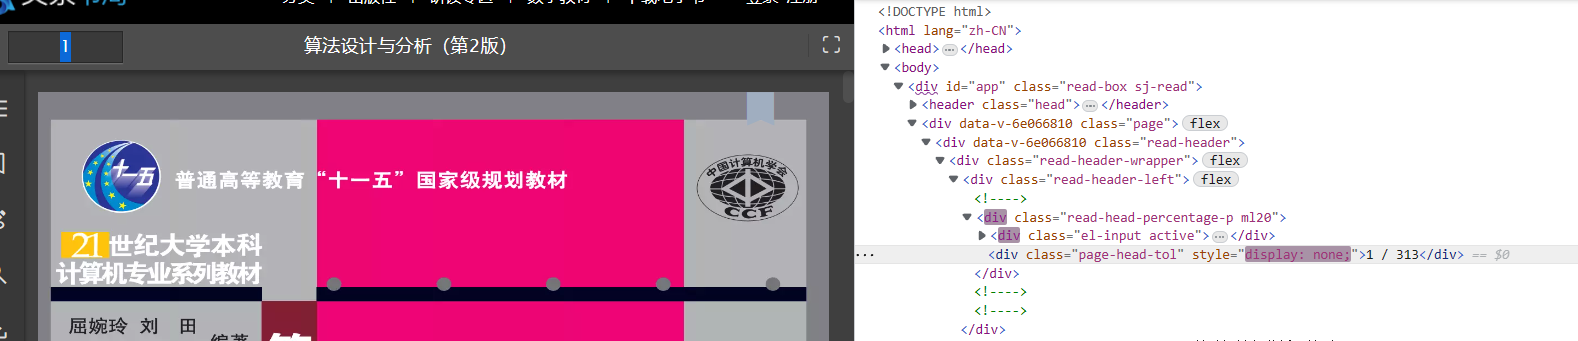 1
算法设计与分析（第2版）
十一五
普通高等教育“十一五”国家级规划教材
中国计算机学会
CCF
21世纪大学本科
计算机专业系列教材
屈婉玲 刘 田
编著
<!DOCTYPE html>
<html lang="zh-CN">
<head> … </head>
<body>
<div id="app" class="read-box sj-read">
<header class="head"> … </header>
<div data-v-6e066810 class="page"> flex
<div data-v-6e066810 class="read-header">
<div class="read-header-wrapper"> flex
<div class="read-header-left"> flex
<!---->
<div class="read-head-percentage-p ml20">
<div class="el-input active"> … </div>
··· <div class="page-head-tol" style="display: none;">1 / 313</div> == $0
</div>
<!---->
<!---->
</div>